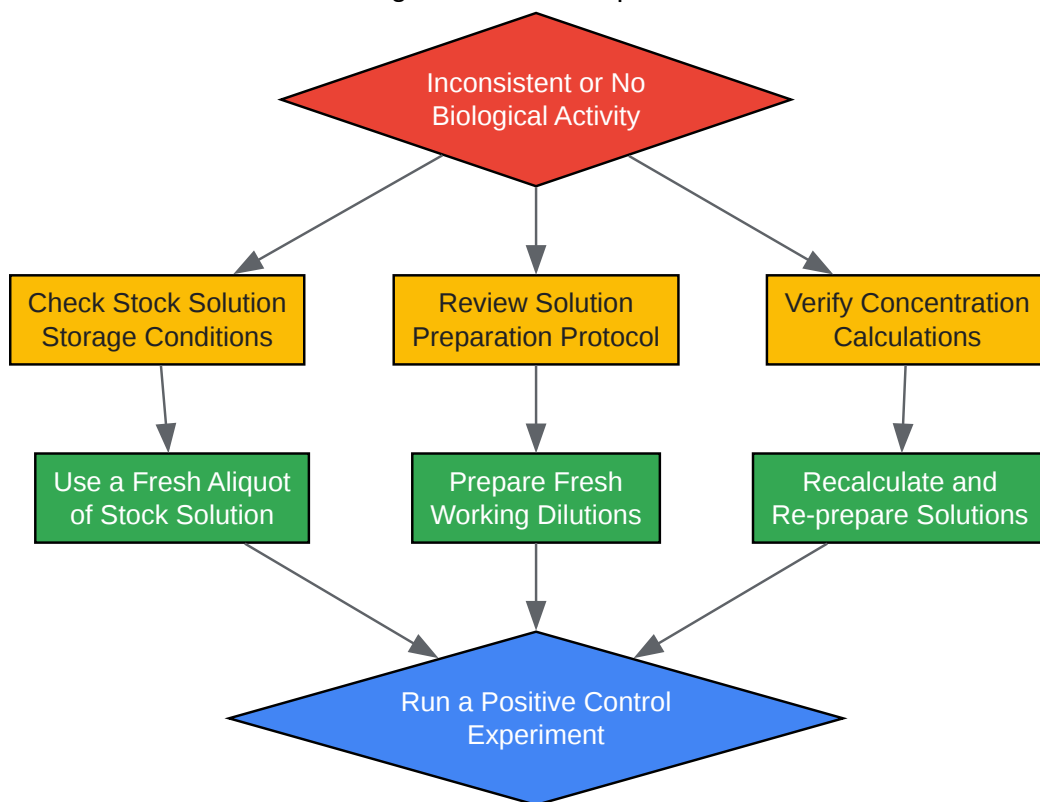 Inconsistent or No
Biological Activity
Check Stock Solution
Storage Conditions
Review Solution
Preparation Protocol
Verify Concentration
Calculations
Use a Fresh Aliquot
of Stock Solution
Prepare Fresh
Working Dilutions
Recalculate and
Re-prepare Solutions
Run a Positive Control
Experiment